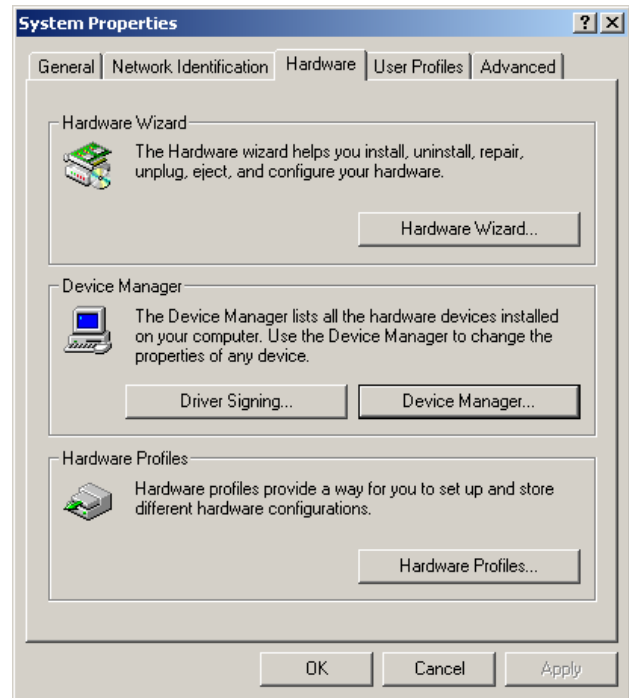 System Properties
General Network Identification Hardware User Profiles Advanced
Hardware Wizard
The Hardware wizard helps you install, uninstall, repair,
unplug, eject, and configure your hardware.
Hardware Wizard...
Device Manager
The Device Manager lists all the hardware devices installed
on your computer. Use the Device Manager to change the
properties of any device.
Driver Signing... Device Manager...
Hardware Profiles
Hardware profiles provide a way for you to set up and store
different hardware configurations.
Hardware Profiles...
OK Cancel Apply